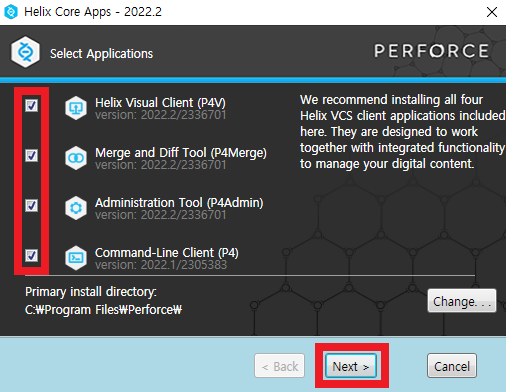 Helix Core Apps - 2022.2
Select Applications
PERFORCE
Helix Visual Client (P4V)
version: 2022.2/2336701
Merge and Diff Tool (P4Merge)
version: 2022.2/2336701
Administration Tool (P4Admin)
version: 2022.2/2336701
Command-Line Client (P4)
version: 2022.1/2305383
We recommend installing all four
Helix VCS client applications included
here. They are designed to work
together with integrated functionality
to manage your digital content.
Primary install directory:
C:₩Program Files₩Perforce₩
Change. . .
< Back
Next >
Cancel